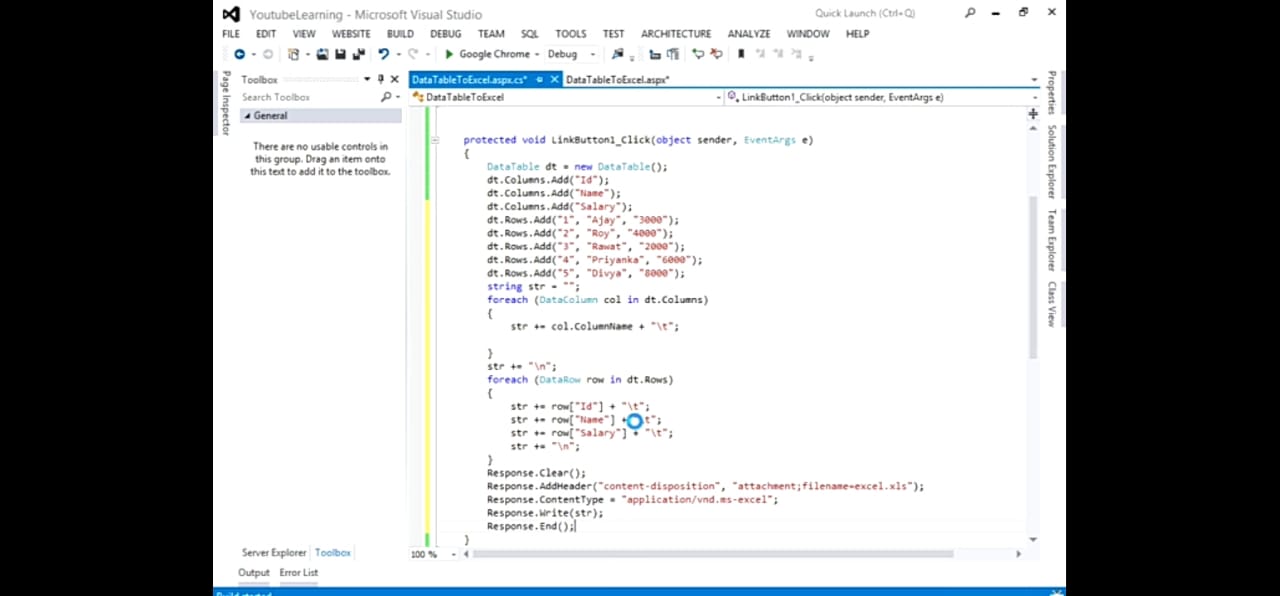 YoutubeLearning - Microsoft Visual Studio
Quick Launch (Ctrl+Q)
FILE EDIT VIEW WEBSITE BUILD DEBUG TEAM SQL TOOLS TEST ARCHITECTURE ANALYZE WINDOW HELP
Google Chrome Debug
Page Inspector
Toolbox
Search Toolbox
General
There are no usable controls in
this group. Drag an item onto
this text to add it to the toolbox.
Server Explorer Toolbox
Output Error List
DataTableToExcel.aspx.cs* DataTableToExcel.aspx*
DataTableToExcel LinkButton1_Click(object sender, EventArgs e)
protected void LinkButton1_Click(object sender, EventArgs e)
{
DataTable dt = new DataTable();
dt.Columns.Add("Id");
dt.Columns.Add("Name");
dt.Columns.Add("Salary");
dt.Rows.Add("1", "Ajay", "3000");
dt.Rows.Add("2", "Roy", "4000");
dt.Rows.Add("3", "Rawat", "2000");
dt.Rows.Add("4", "Priyanka", "6000");
dt.Rows.Add("5", "Divya", "8000");
string str = "";
foreach (DataColumn col in dt.Columns)
{
str += col.ColumnName + "\t";
}
str += "\n";
foreach (DataRow row in dt.Rows)
{
str += row["Id"] + "\t";
str += row["Name"] + t";
str += row["Salary"] + "\t";
str += "\n";
}
Response.Clear();
Response.AddHeader("content-disposition", "attachment;filename=excel.xls");
Response.ContentType = "application/vnd.ms-excel";
Response.Write(str);
Response.End();
}
100 %
Properties
Solution Explorer
Team Explorer
Class View
Build started